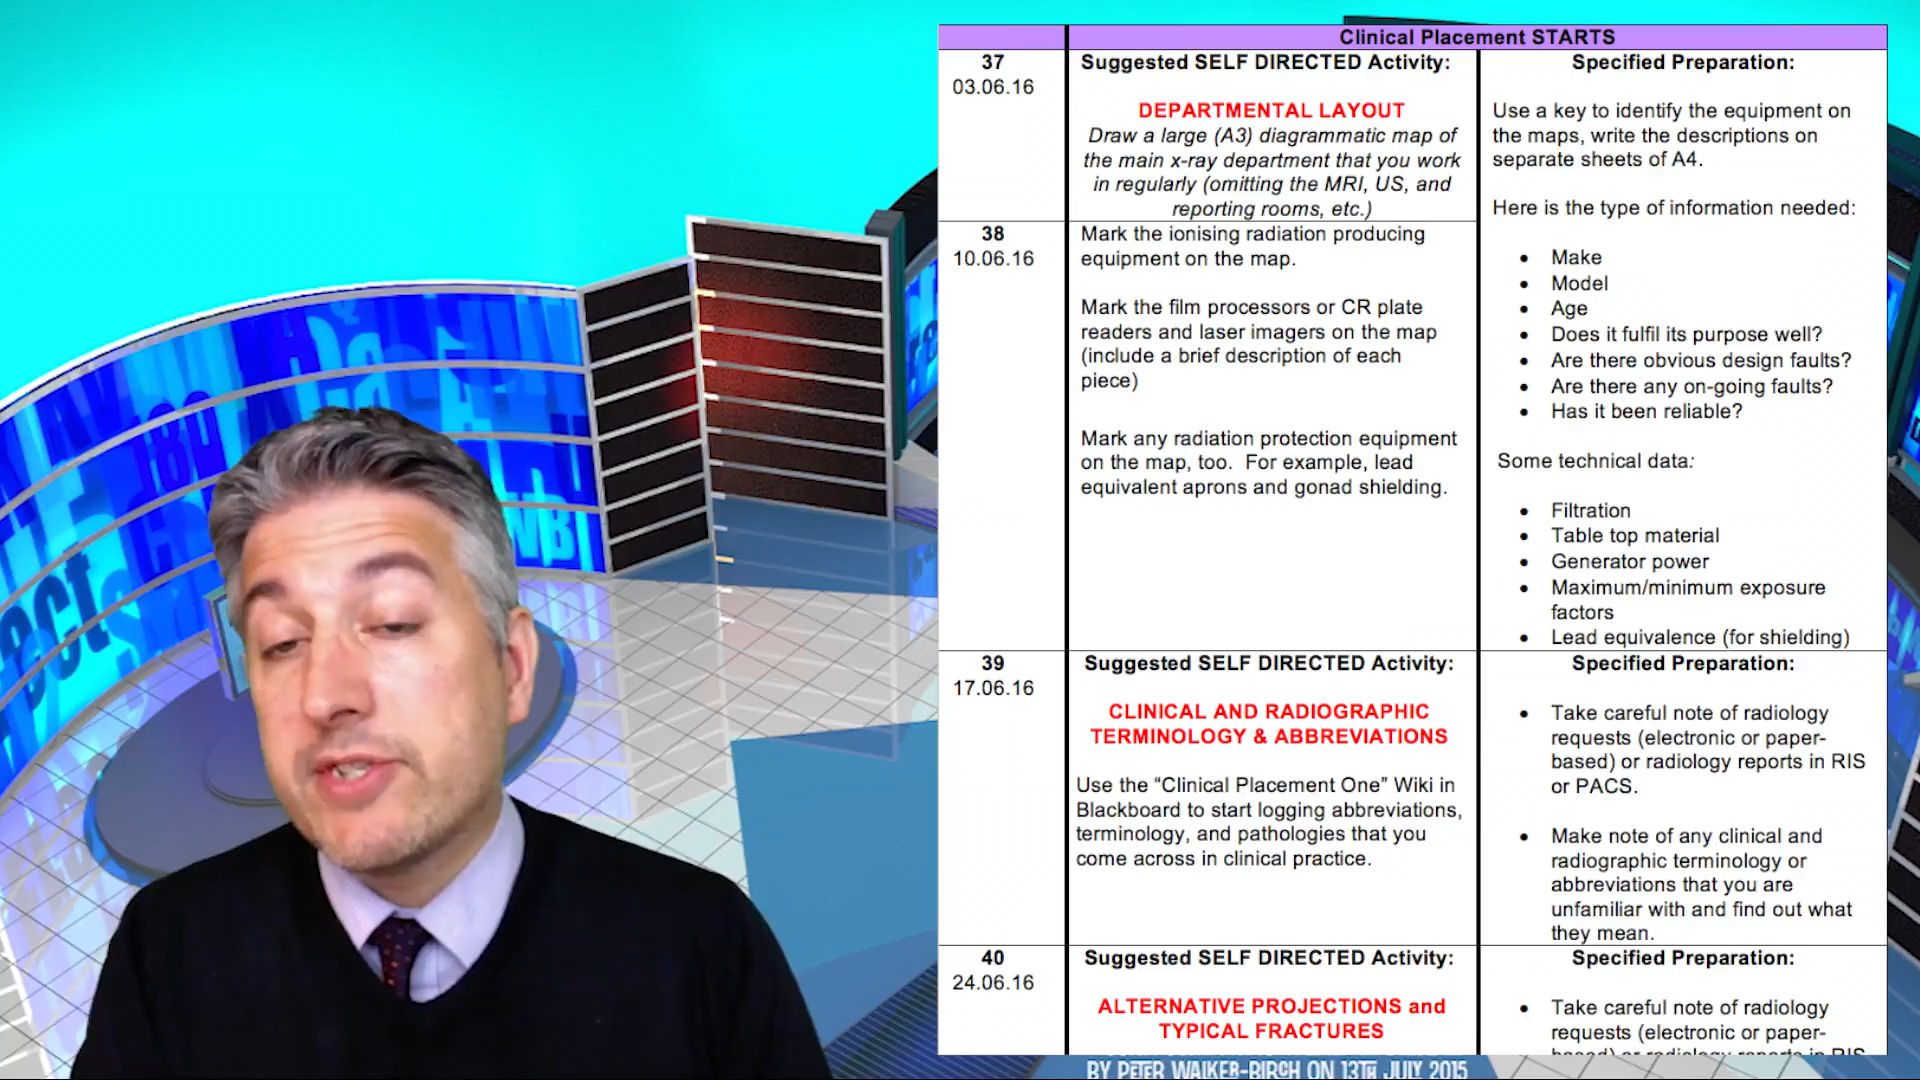 Clinical Placement STARTS
37
03.06.16
Suggested SELF DIRECTED Activity:
DEPARTMENTAL LAYOUT
Draw a large (A3) diagrammatic map of
the main x-ray department that you work
in regularly (omitting the MRI, US, and
reporting rooms, etc.)
Specified Preparation:
Use a key to identify the equipment on
the maps, write the descriptions on
separate sheets of A4.
Here is the type of information needed:
• Make
• Model
• Age
• Does it fulfil its purpose well?
• Are there obvious design faults?
• Are there any on-going faults?
• Has it been reliable?
Some technical data:
• Filtration
• Table top material
• Generator power
• Maximum/minimum exposure
factors
• Lead equivalence (for shielding)
38
10.06.16
Mark the ionising radiation producing
equipment on the map.
Mark the film processors or CR plate
readers and laser imagers on the map
(include a brief description of each
piece)
Mark any radiation protection equipment
on the map, too. For example, lead
equivalent aprons and gonad shielding.
39
17.06.16
Suggested SELF DIRECTED Activity:
CLINICAL AND RADIOGRAPHIC
TERMINOLOGY & ABBREVIATIONS
Use the “Clinical Placement One” Wiki in
Blackboard to start logging abbreviations,
terminology, and pathologies that you
come across in clinical practice.
Specified Preparation:
• Take careful note of radiology
requests (electronic or paper-
based) or radiology reports in RIS
or PACS.
• Make note of any clinical and
radiographic terminology or
abbreviations that you are
unfamiliar with and find out what
they mean.
40
24.06.16
Suggested SELF DIRECTED Activity:
ALTERNATIVE PROJECTIONS and
TYPICAL FRACTURES
Specified Preparation:
• Take careful note of radiology
requests (electronic or paper-
based) or radiology reports in RIS
BY PETER WALKER-BIRCH ON 13TH JULY 2015